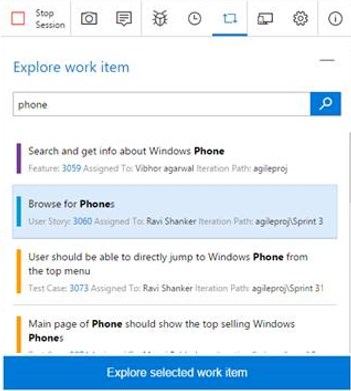 Stop
Session
Explore work item
phone
Search and get info about Windows Phone
Feature: 3059 Assigned To: Vibhor agarwal Iteration Path: agileproj
Browse for Phones
User Story: 3060 Assigned To: Ravi Shanker Iteration Path: agileproj\Sprint 3
User should be able to directly jump to Windows Phone from
the top menu
Test Case: 3073 Assigned To: Ravi Shanker Iteration Path: agileproj\Sprint 31
Main page of Phone should show the top selling Windows
Phones
Explore selected work item